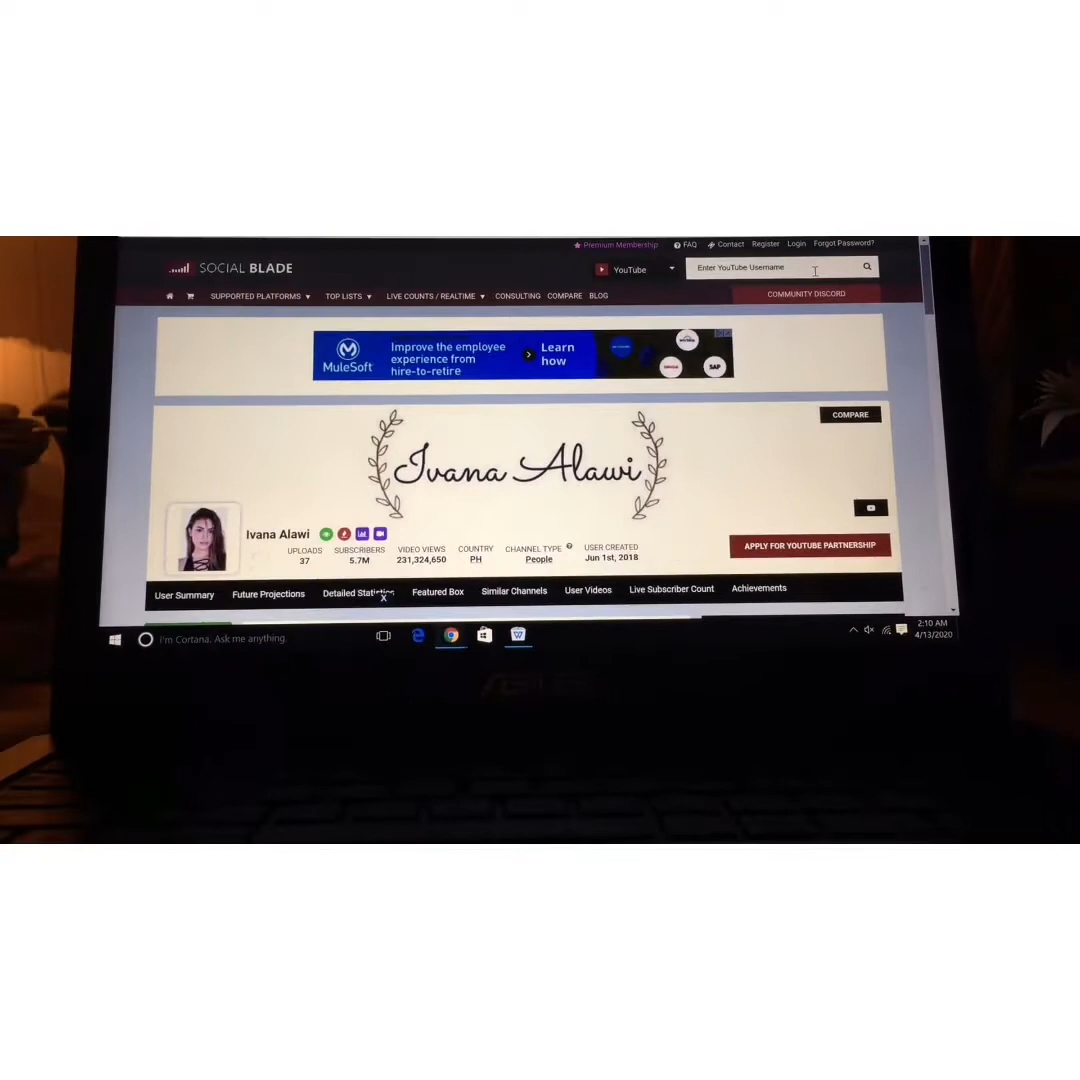 Premium Membership FAQ Contact Register Login Forgot Password?
SOCIAL BLADE YouTube Enter YouTube Username
SUPPORTED PLATFORMS TOP LISTS LIVE COUNTS / REALTIME CONSULTING COMPARE BLOG COMMUNITY DISCORD
MuleSoft
Improve the employee
experience from
hire-to-retire
Learn
how
SAP
COMPARE
Ivana Alawi
Ivana Alawi
UPLOADS SUBSCRIBERS VIDEO VIEWS COUNTRY CHANNEL TYPE USER CREATED
37 5.7M 231,324,650 PH People Jun 1st, 2018
APPLY FOR YOUTUBE PARTNERSHIP
User Summary Future Projections Detailed Statistics Featured Box Similar Channels User Videos Live Subscriber Count Achievements
X
I'm Cortana. Ask me anything.
2:10 AM
4/13/2020
ASUS